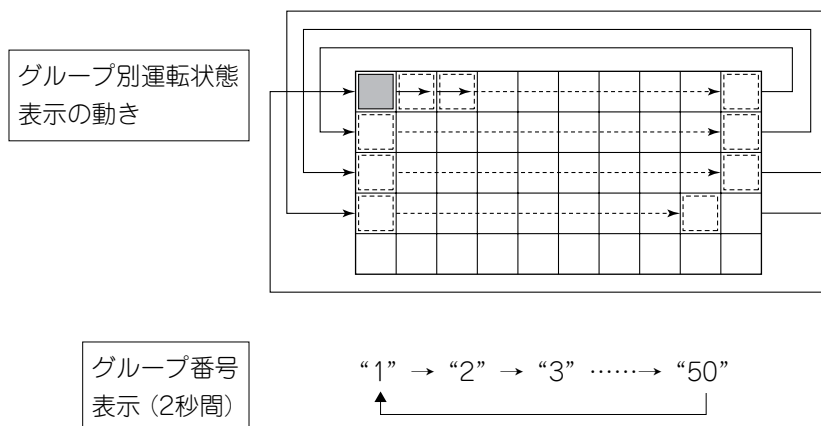 グループ別運転状態
表示の動き
グループ番号
表示（2秒間）
“1” → “2” → “3” ……→ “50”